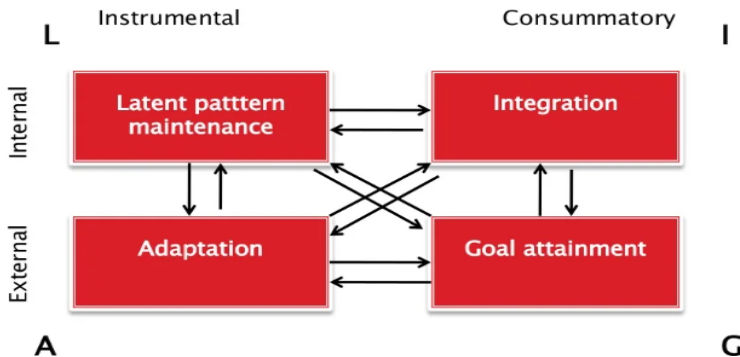 Instrumental
Consummatory
L
I
Internal
Latent patttern
maintenance
Integration
External
Adaptation
Goal attainment
A
G